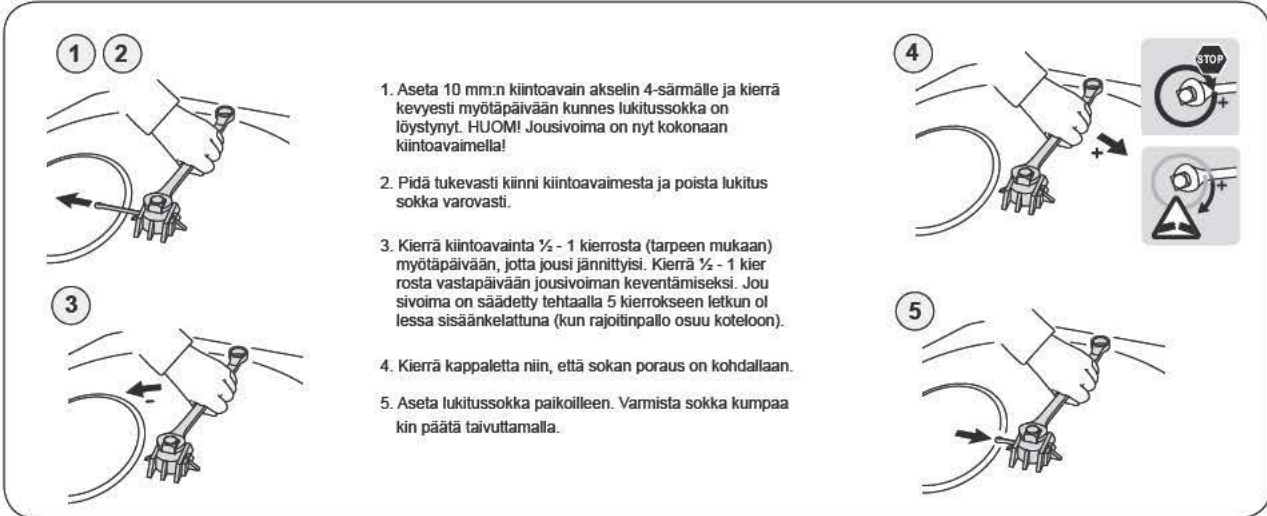 1 2
1. Aseta 10 mm:n kiintoavain akselin 4-särmälle ja kierrä
kevyesti myötäpäivään kunnes lukitussokka on
löystynyt. HUOM! Jousivoima on nyt kokonaan
kiintoavaimella!
2. Pidä tukevasti kiinni kiintoavaimesta ja poista lukitus
sokka varovasti.
3. Kierrä kiintoavainta ½ - 1 kierrosta (tarpeen mukaan)
myötäpäivään, jotta jousi jännittyisi. Kierrä ½ - 1 kier
rosta vastapäivään jousivoiman keventämiseksi. Jou
sivoima on säädetty tehtaalla 5 kierrokseen letkun ol
lessa sisäänkelattuna (kun rajoitinpallo osuu koteloon).
4. Kierrä kappaletta niin, että sokan poraus on kohdallaan.
5. Aseta lukitussokka paikoilleen. Varmista sokka kumpaa
kin päätä taivuttamalla.
3
-
4
+
STOP
+
+
5